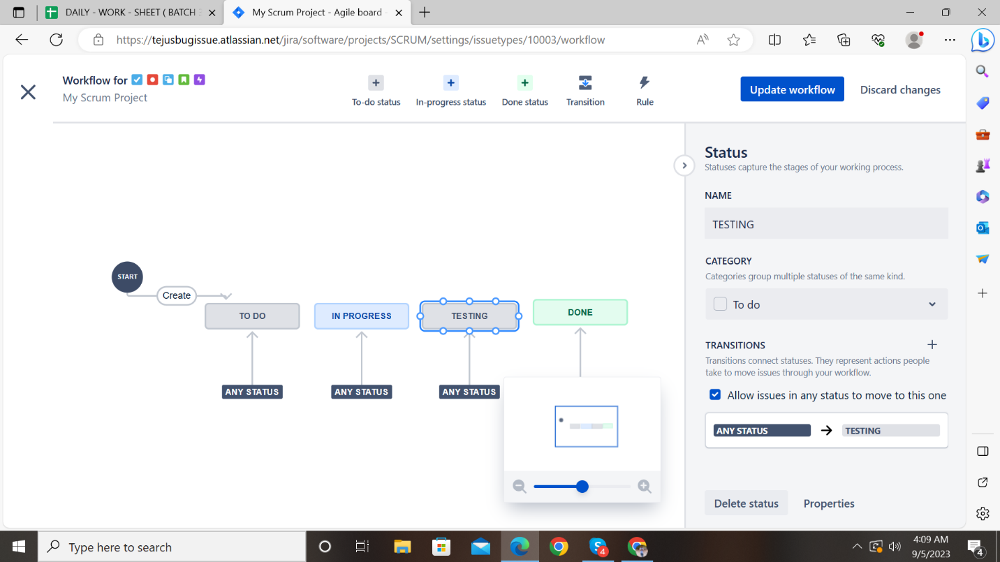 DAILY - WORK - SHEET ( BATCH
My Scrum Project - Agile board -
https://tejusbugissue.atlassian.net/jira/software/projects/SCRUM/settings/issuetypes/10003/workflow
Workflow for
My Scrum Project
To-do status
In-progress status
Done status
Transition
Rule
Update workflow
Discard changes
START
Create
TO DO
IN PROGRESS
TESTING
DONE
ANY STATUS
ANY STATUS
ANY STATUS
Status
Statuses capture the stages of your working process.
NAME
TESTING
CATEGORY
Categories group multiple statuses of the same kind.
To do
TRANSITIONS
Transitions connect statuses. They represent actions people
take to move issues through your workflow.
Allow issues in any status to move to this one
ANY STATUS → TESTING
Delete status
Properties
Type here to search
4
4:09 AM
9/5/2023
4